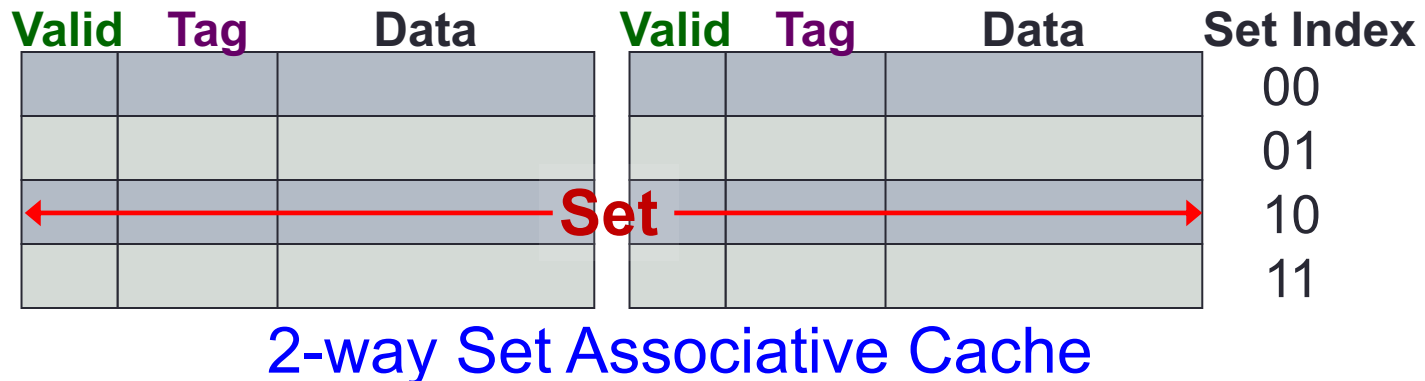 Valid Tag Data Valid Tag Data Set Index
00
01
Set 10
11
2-way Set Associative Cache